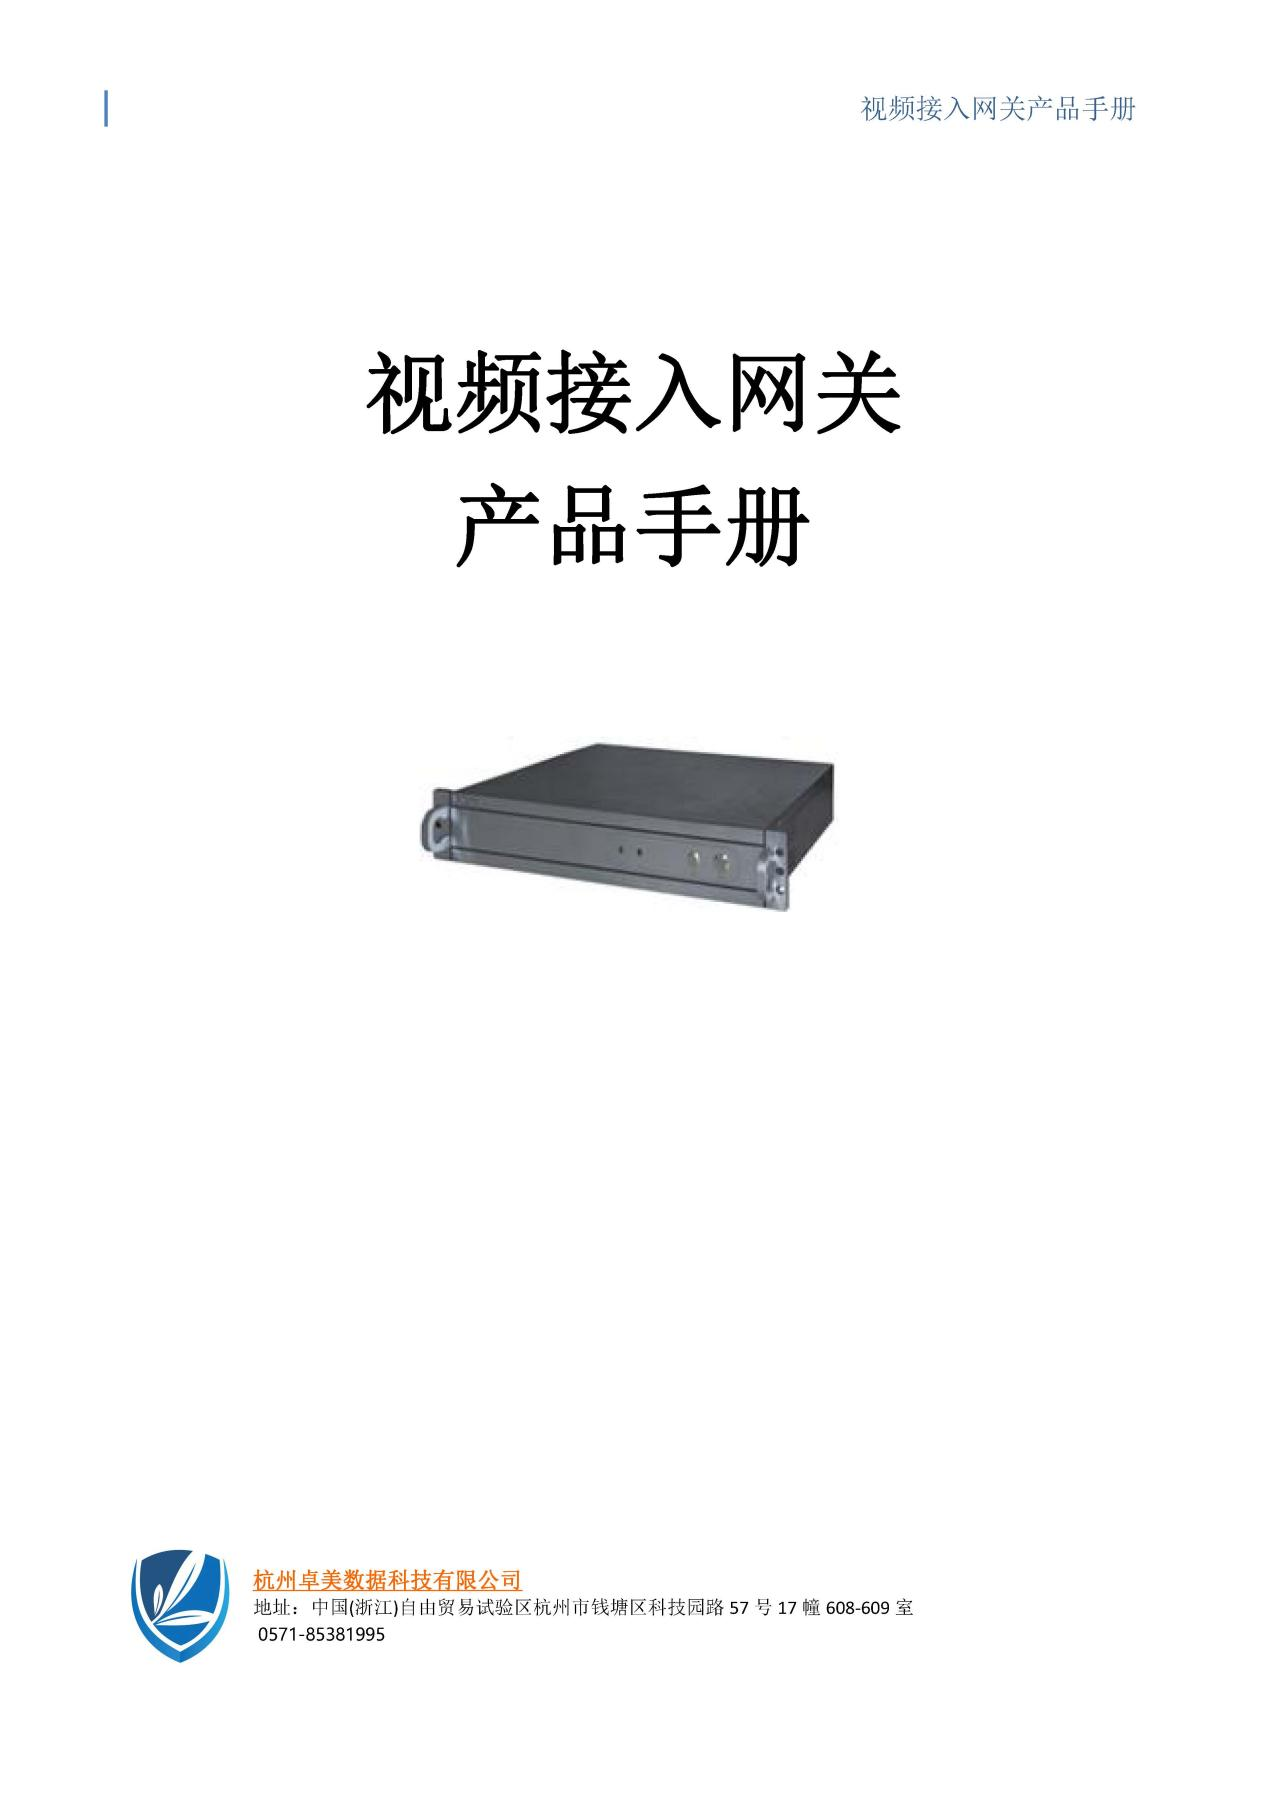 视频接入网关产品手册
视频接入网关
产品手册
杭州卓美数据科技有限公司
地址：中国(浙江)自由贸易试验区杭州市钱塘区科技园路 57 号 17 幢 608-609 室
0571-85381995